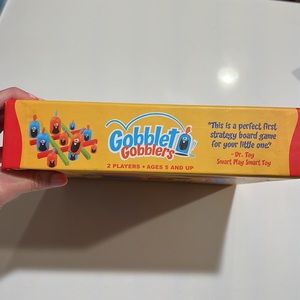 Gobblet
Gobblers
2 PLAYERS • AGES 5 AND UP
"This is a perfect first
strategy board game
for your little one."
- Dr. Toy
Smart Play Smart Toy